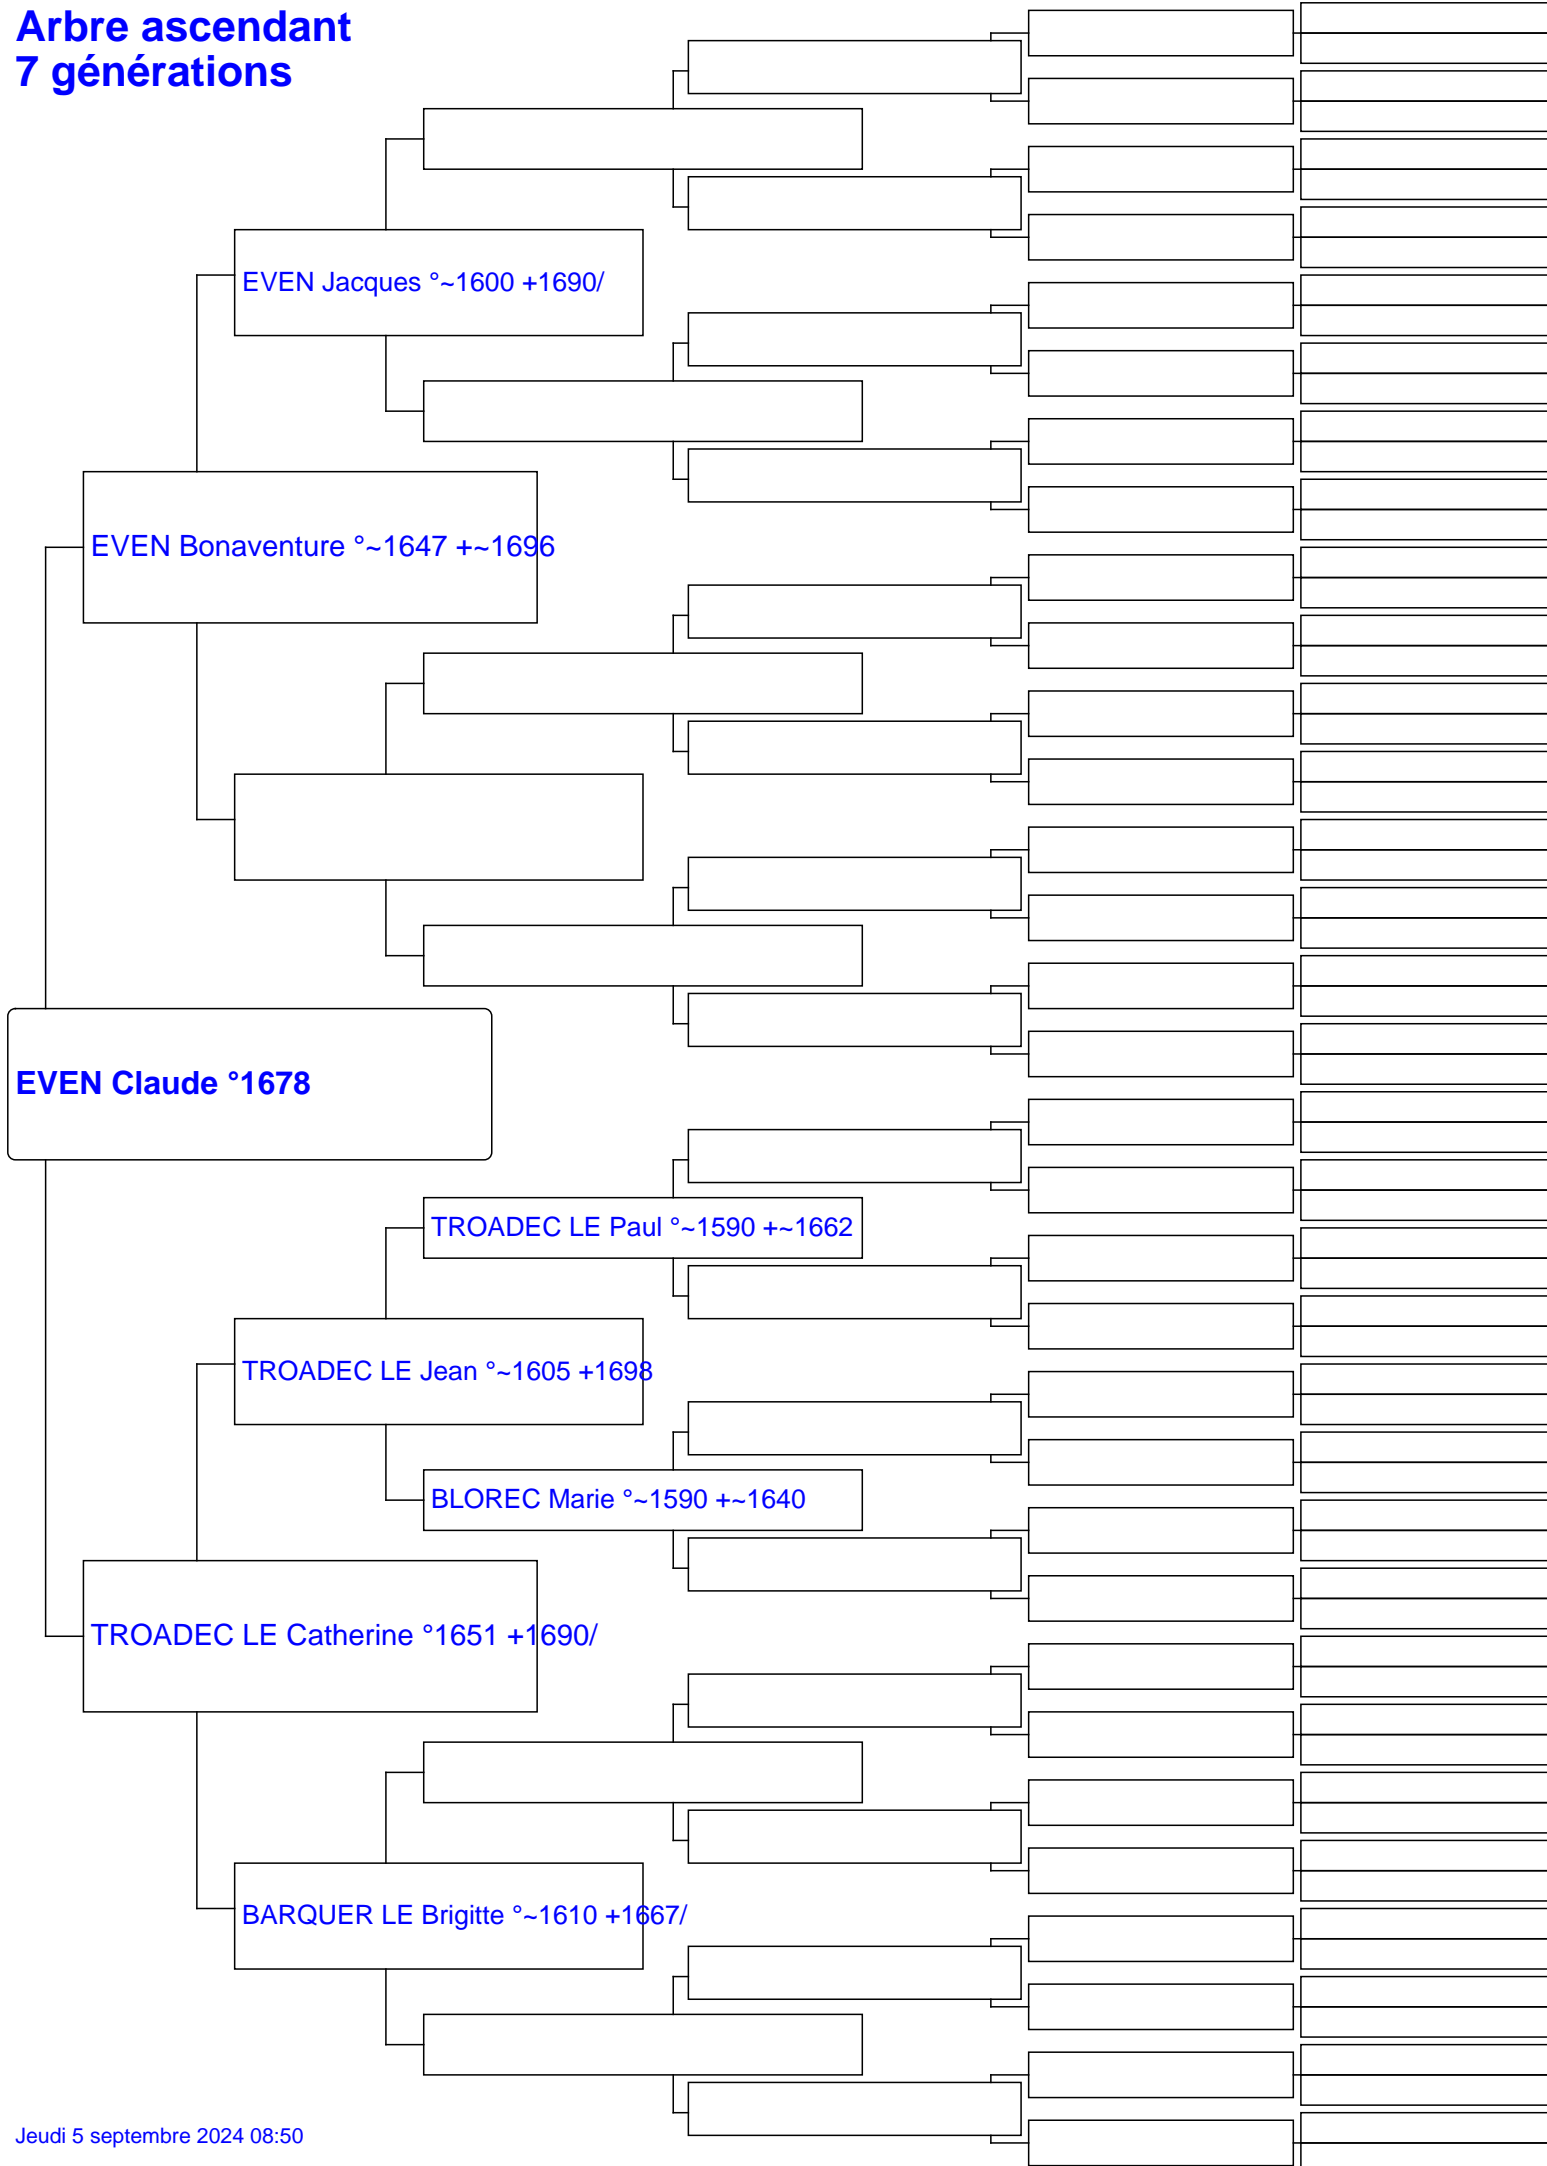 Arbre ascendant
7 générations
EVEN Jacques °~1600 +1690/
EVEN Bonaventure °~1647 +~1696
EVEN Claude °1678
TROADEC LE Paul °~1590 +~1662
TROADEC LE Jean °~1605 +1698
BLOREC Marie °~1590 +~1640
TROADEC LE Catherine °1651 +1690/
BARQUER LE Brigitte °~1610 +1667/
Jeudi 5 septembre 2024 08:50